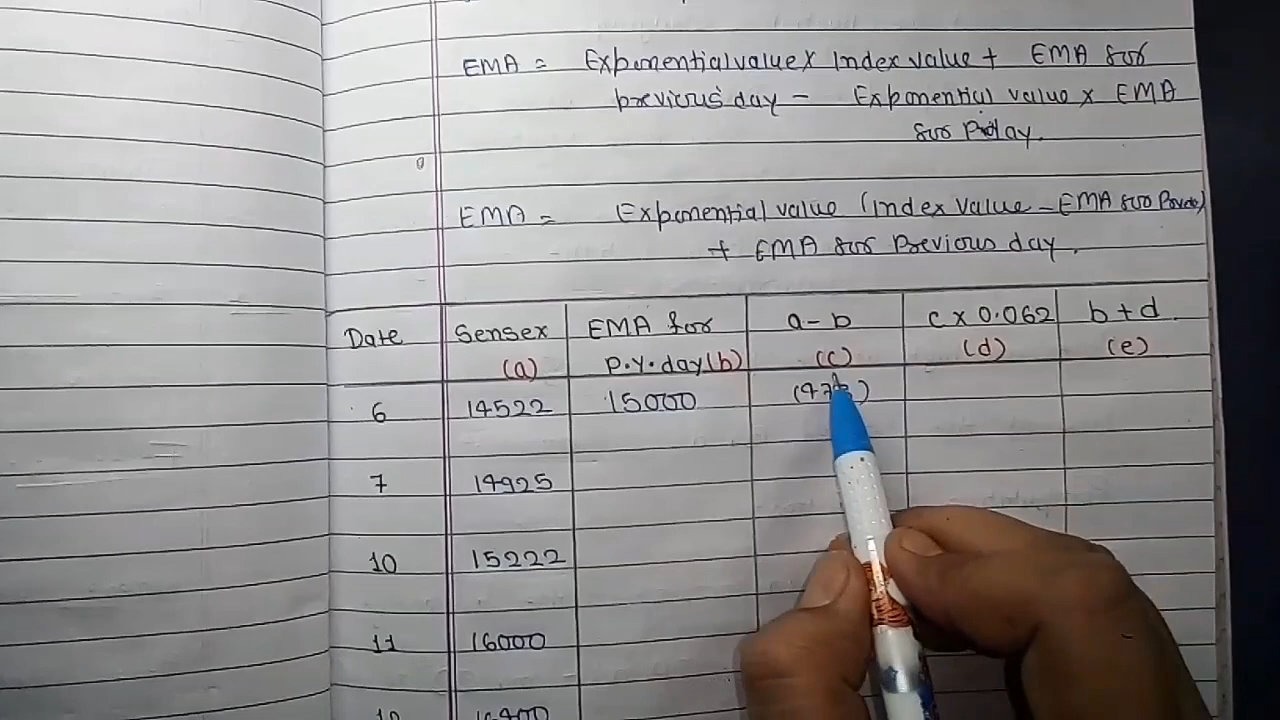 EMA = Exponential value x Index value + EMA for
previous day - Exponential value x EMA
for P day.
EMA = Exponential value (Index value - EMA for
+ EMA for Previous day.
Date Sensex EMA for a-b c x 0.062 b+d
(a) P.Y. day (b) (c) (d) (e)
6 14522 15000
7 14925
10 15222
11 16000